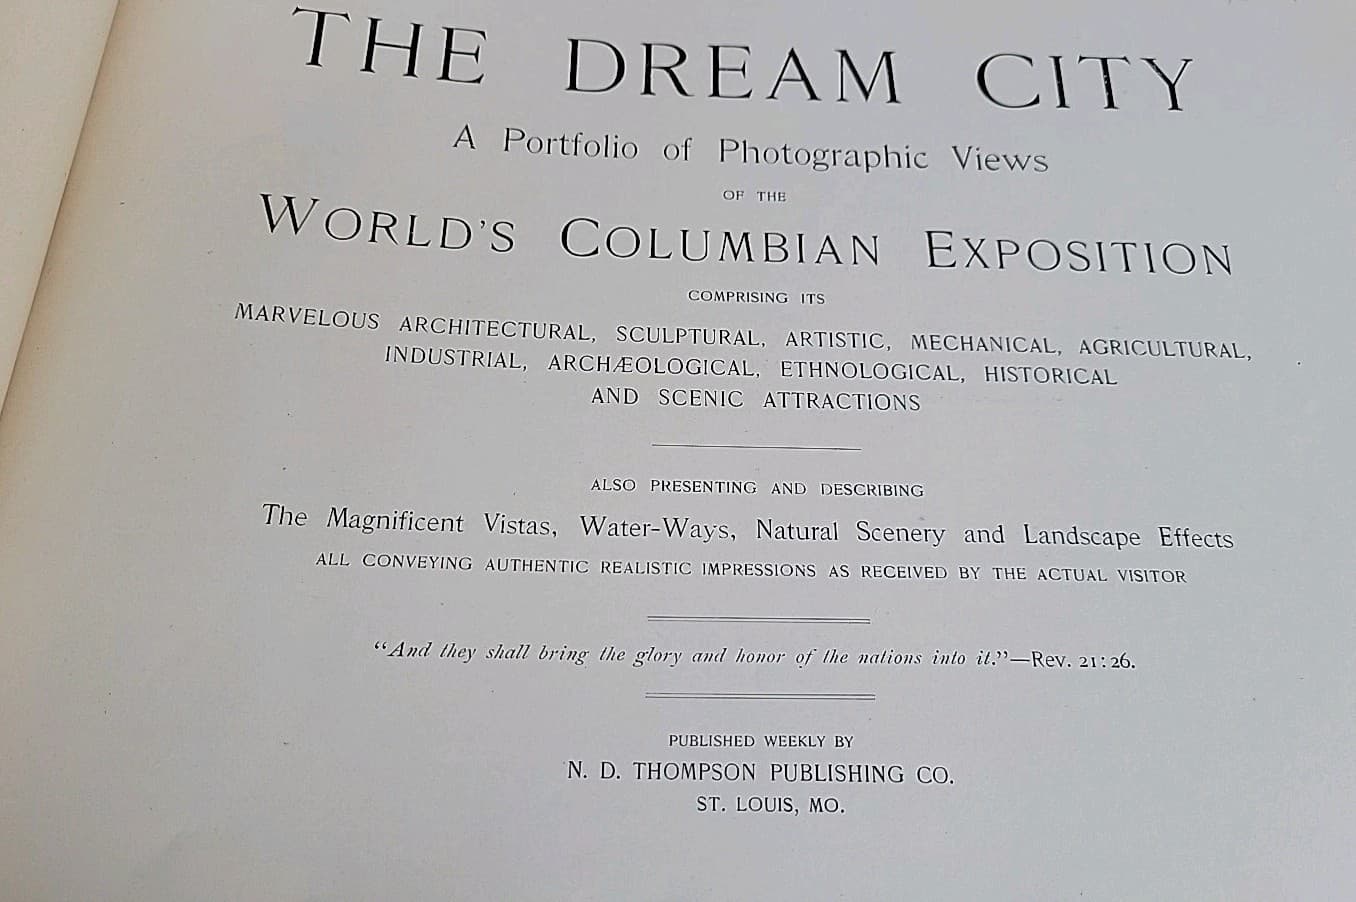 THE DREAM CITY
A Portfolio of Photographic Views
OF THE
WORLD'S COLUMBIAN EXPOSITION
COMPRISING ITS
MARVELOUS ARCHITECTURAL, SCULPTURAL, ARTISTIC, MECHANICAL, AGRICULTURAL,
INDUSTRIAL, ARCHÆOLOGICAL, ETHNOLOGICAL, HISTORICAL
AND SCENIC ATTRACTIONS
ALSO PRESENTING AND DESCRIBING
The Magnificent Vistas, Water-Ways, Natural Scenery and Landscape Effects
ALL CONVEYING AUTHENTIC REALISTIC IMPRESSIONS AS RECEIVED BY THE ACTUAL VISITOR
“And they shall bring the glory and honor of the nations into it.”—Rev. 21:26.
PUBLISHED WEEKLY BY
N. D. THOMPSON PUBLISHING CO.
ST. LOUIS, MO.